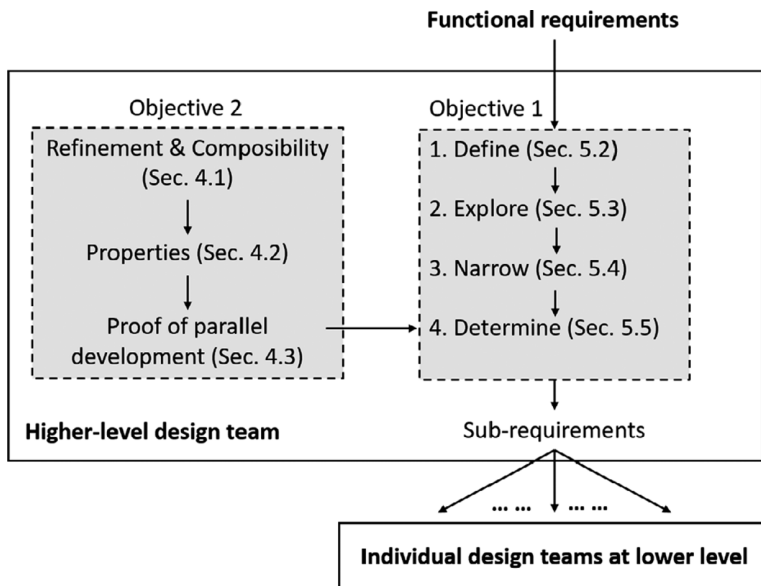 Functional requirements
Objective 2
Refinement & Composibility
(Sec. 4.1)
Properties (Sec. 4.2)
Proof of parallel
development (Sec. 4.3)
Objective 1
1. Define (Sec. 5.2)
2. Explore (Sec. 5.3)
3. Narrow (Sec. 5.4)
4. Determine (Sec. 5.5)
Higher-level design team
Sub-requirements
... ... ... ...
Individual design teams at lower level